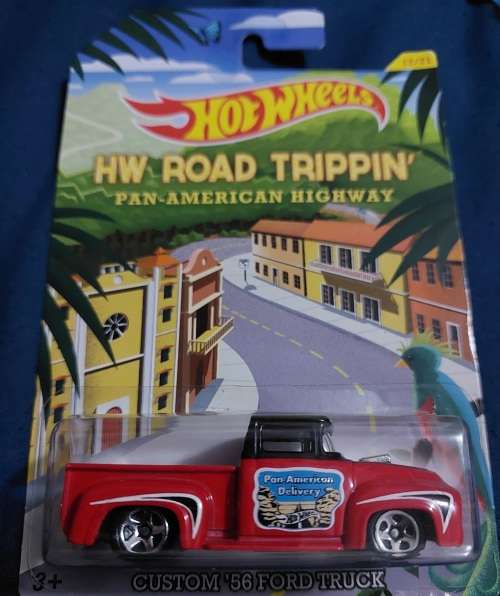 HOT WHEELS
HW ROAD TRIPPIN'
PAN-AMERICAN HIGHWAY
Pan American
Delivery
3+
CUSTOM '56 FORD TRUCK